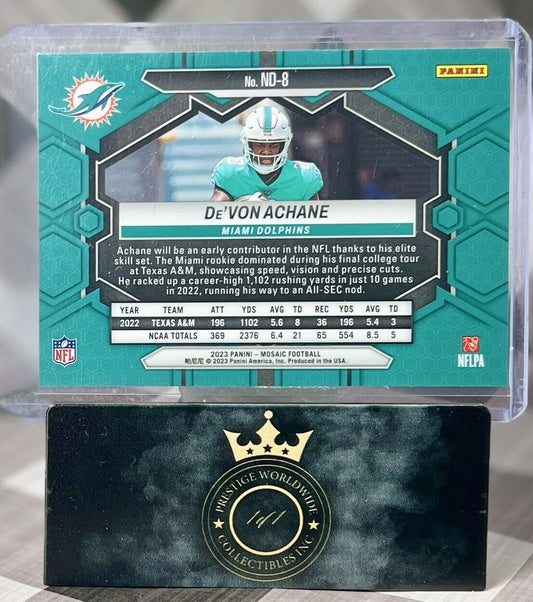 PANINI
No. ND-8
DE'VON ACHANE
MIAMI DOLPHINS
Achane will be an early contributor in the NFL thanks to his elite
skill set. The Miami rookie dominated during his final college tour
at Texas A&M, showcasing speed, vision and precise cuts.
He racked up a career-high 1,102 rushing yards in just 10 games
in 2022, running his way to an All-SEC nod.
YEAR TEAM ATT YDS AVG TD REC YDS AVG TD
2022 TEXAS A&M 196 1102 5.6 8 36 196 5.4 3
NCAA TOTALS 369 2376 6.4 21 65 554 8.5 5
2023 PANINI – MOSAIC FOOTBALL
帕尼尼 © 2023 Panini America, Inc. Produced in the USA.
NFL
NFLPA
PRESTIGE WORLDWIDE
1of1
COLLECTIBLES INC